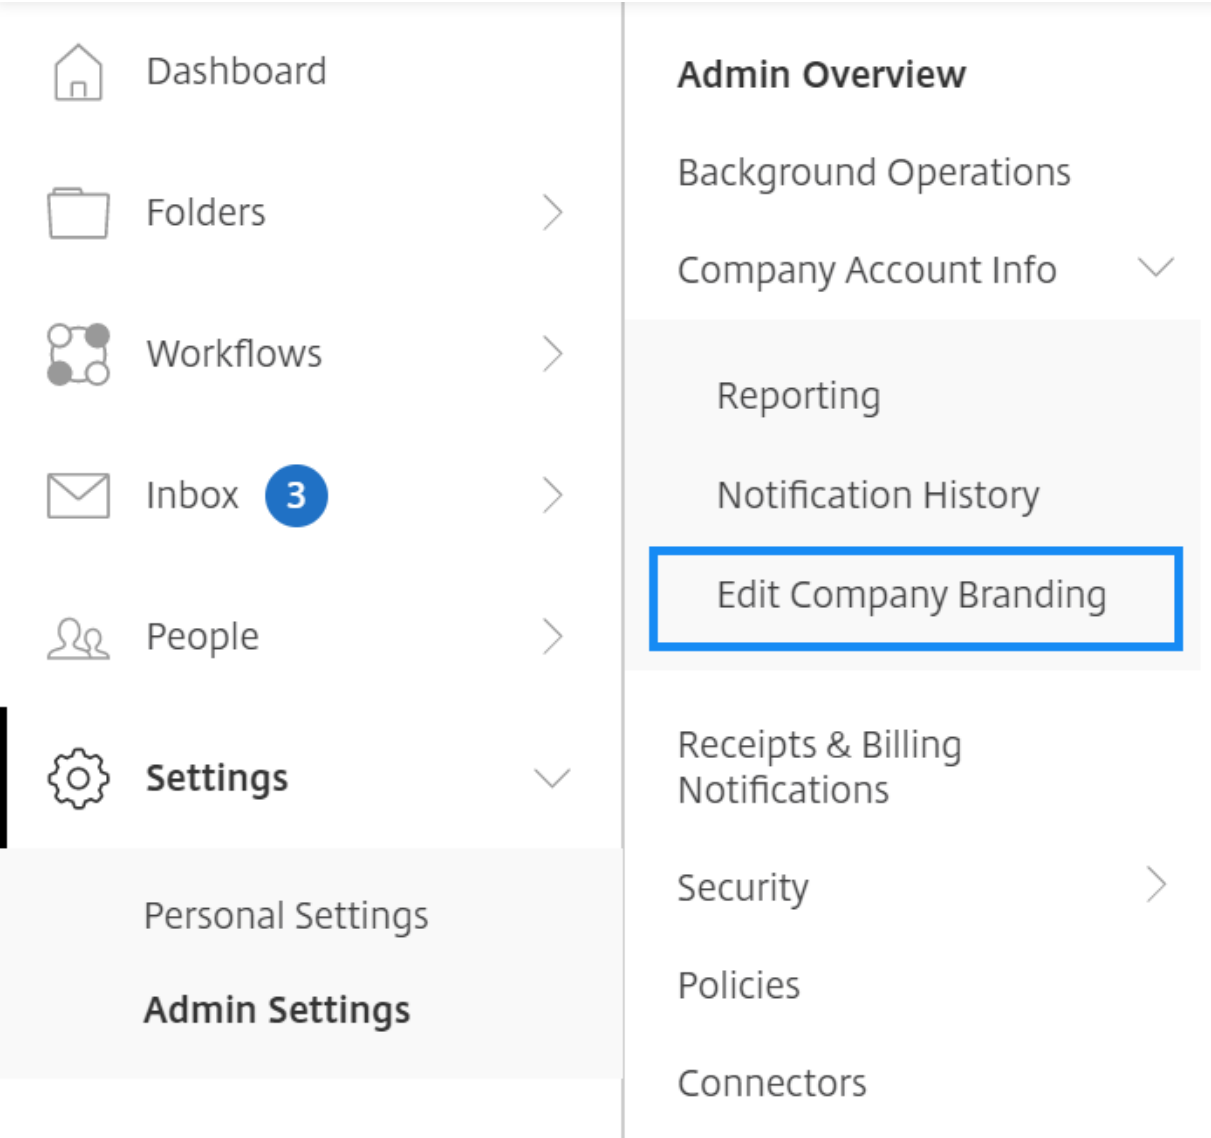 Dashboard
Folders
Workflows
Inbox 3
People
Settings
Personal Settings
Admin Settings
Admin Overview
Background Operations
Company Account Info
Reporting
Notification History
Edit Company Branding
Receipts & Billing
Notifications
Security
Policies
Connectors